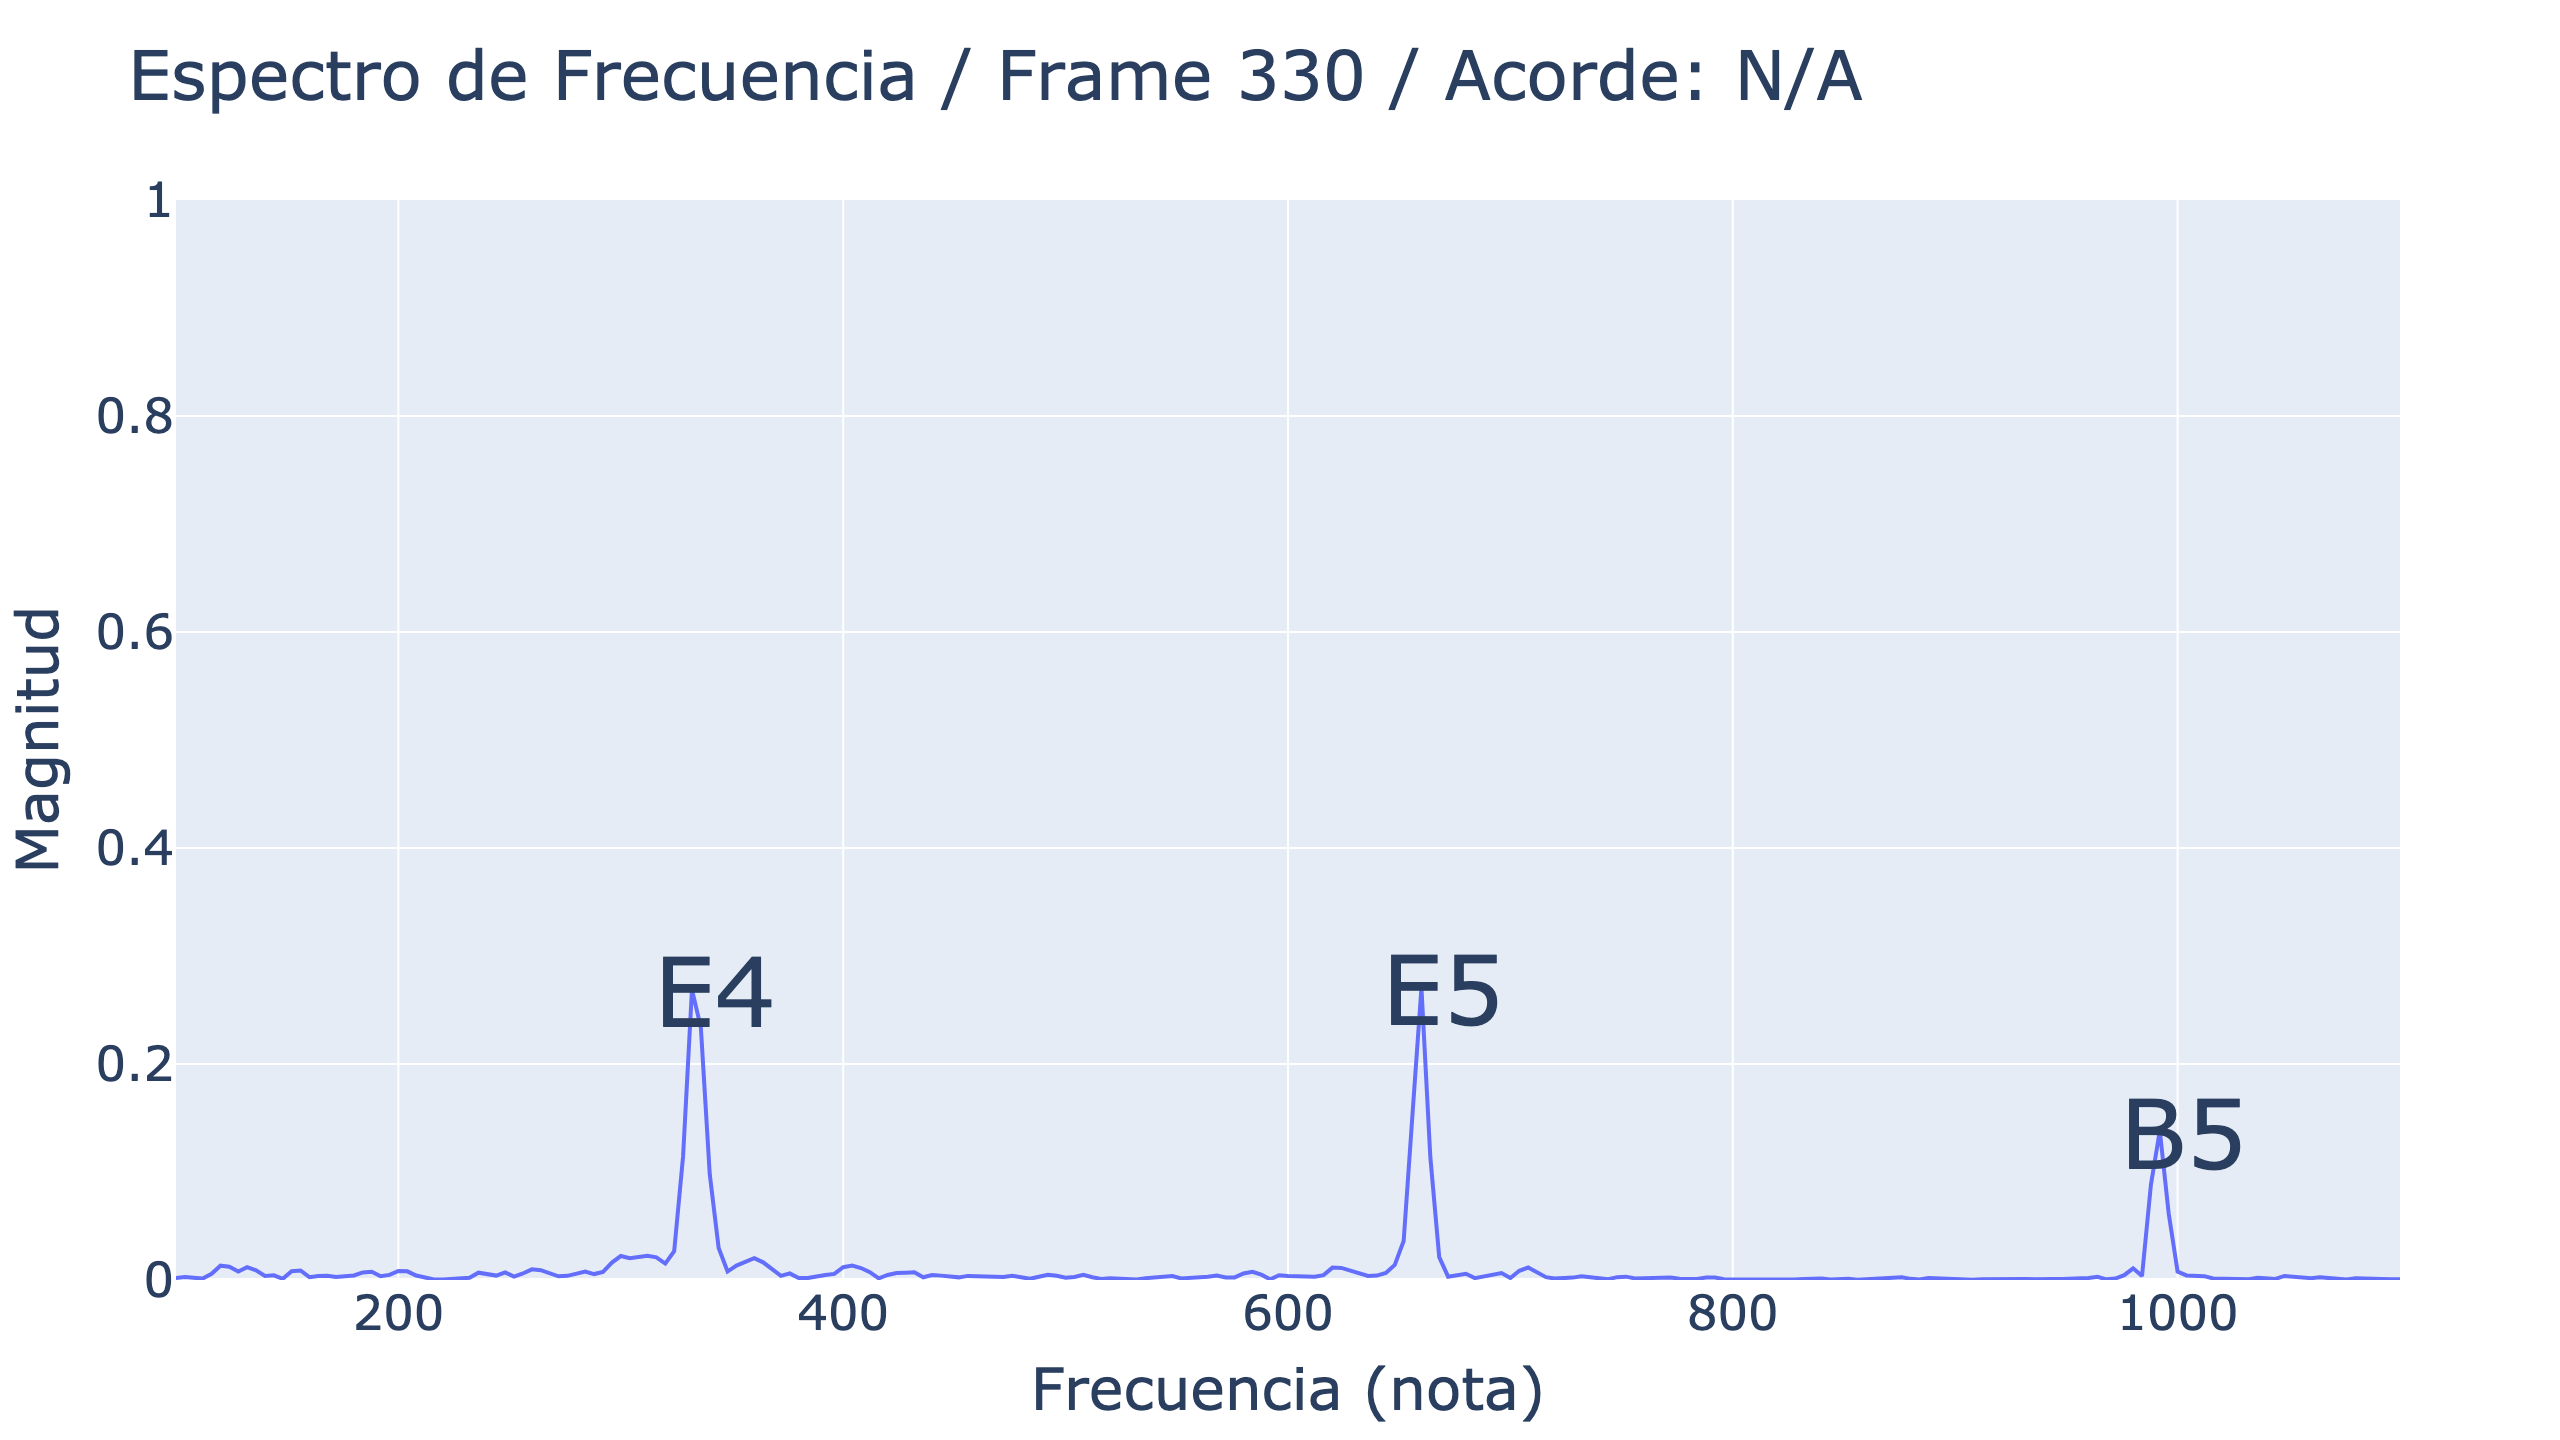 Espectro de Frecuencia / Frame 330 / Acorde: N/A
1
0.8
0.6
0.4
0.2
0
Magnitud
E4
E5
B5
200 400 600 800 1000
Frecuencia (nota)